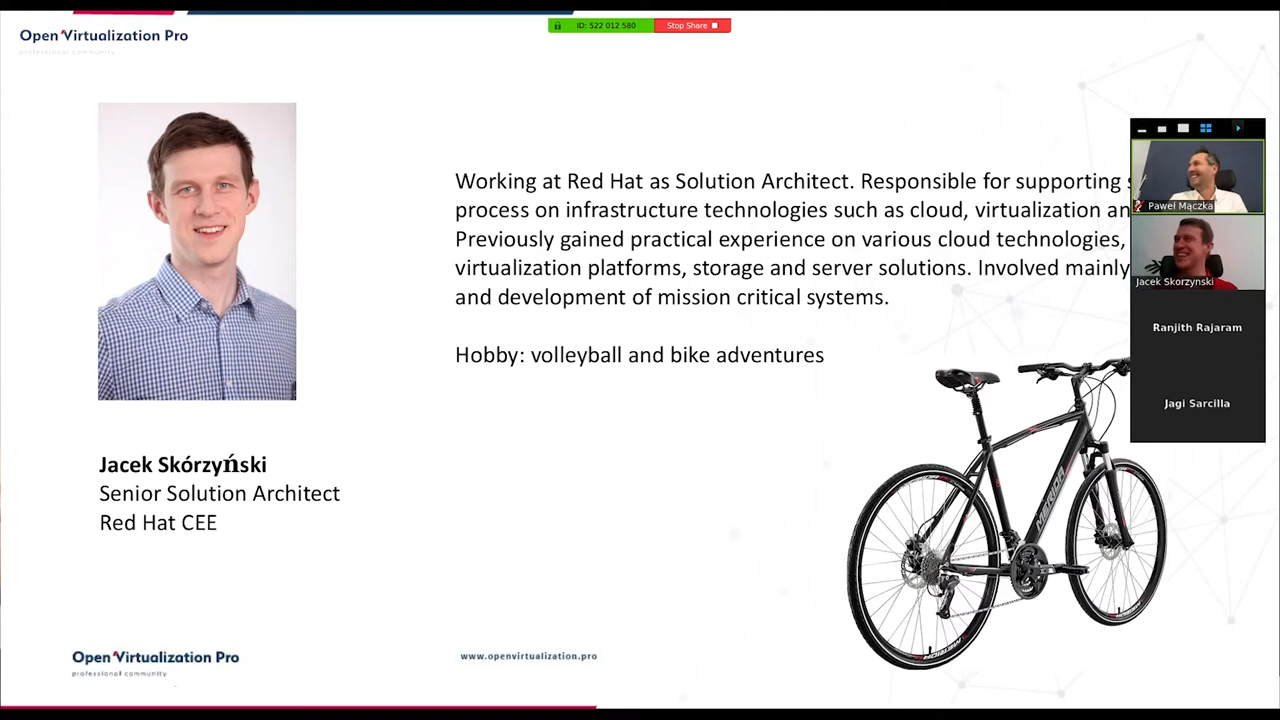 Open Virtualization Pro
professional community
ID: 522 012 580
Stop Share
Working at Red Hat as Solution Architect. Responsible for supporting
process on infrastructure technologies such as cloud, virtualization
Previously gained practical experience on various cloud technologies,
virtualization platforms, storage and server solutions. Involved mainly
and development of mission critical systems.
Hobby: volleyball and bike adventures
Paweł Mączka
Jacek Skorzynski
Ranjith Rajaram
Jagi Sarcilla
MERIDA
Jacek Skórzyński
Senior Solution Architect
Red Hat CEE
Open Virtualization Pro
professional community
www.openvirtualization.pro